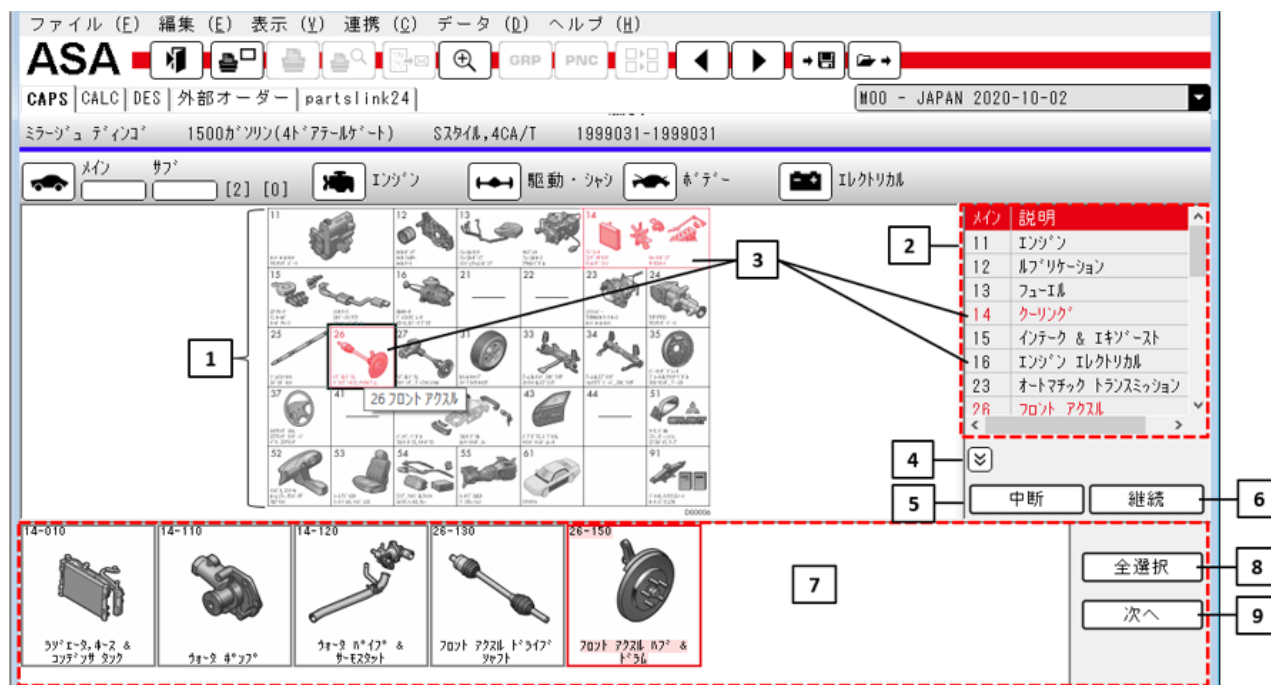 ファイル (F) 編集 (E) 表示 (V) 連携 (C) データ (D) ヘルプ (H)
ASA GRP PNC
CAPS CALC DES 外部オーダー partslink24 M00 - JAPAN 2020-10-02
ミラージュ ディンゴ 1500ガソリン(4ドアテールゲート) Sスタイル,4CA/T 1999031-1999031
メイン サブ [2] [0] エンジン 駆動・シャシ ボデー エレクトリカル
11 12 13 14
15 16 21 22 23 24
25 26 27 31 33 34 35
37 41 43 44 51
52 53 54 55 61 91
26 フロント アクスル
D00006
1
3
2
メイン 説明
11 エンジン
12 ルブリケーション
13 フューエル
14 クーリング
15 インテーク & エキゾースト
16 エンジン エレクトリカル
23 オートマチック トランスミッション
26 フロント アクスル
4
5 中断 継続 6
14-010 14-110 14-120 26-130 26-150
ラジエータ,ホース & コンデンサ タンク
ウォータ ポンプ
ウォータ パイプ & サーモスタット
フロント アクスル ドライブ シャフト
フロント アクスル ハブ & ドラム
7
全選択 8
次へ 9